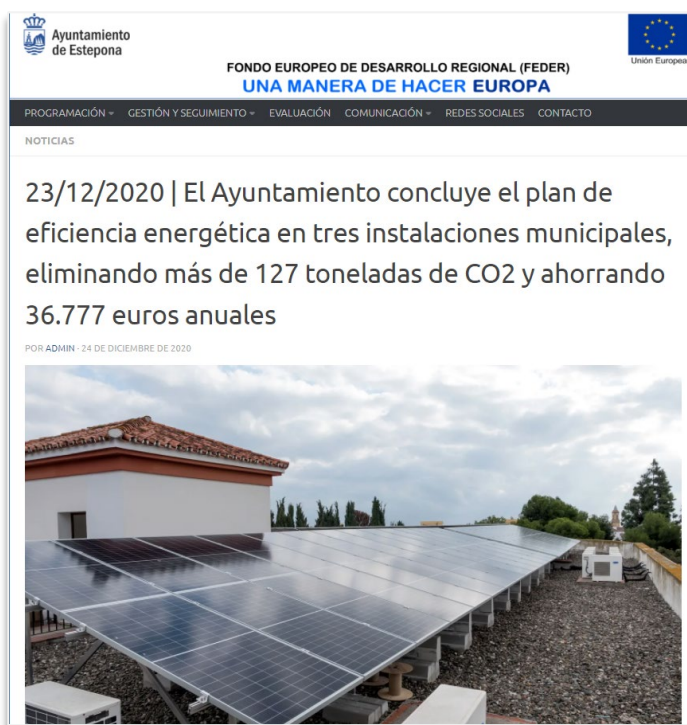 Ayuntamiento
de Estepona
FONDO EUROPEO DE DESARROLLO REGIONAL (FEDER)
UNA MANERA DE HACER EUROPA
Unión Europea
PROGRAMACIÓN GESTIÓN Y SEGUIMIENTO EVALUACIÓN COMUNICACIÓN REDES SOCIALES CONTACTO
NOTICIAS
23/12/2020 | El Ayuntamiento concluye el plan de
eficiencia energética en tres instalaciones municipales,
eliminando más de 127 toneladas de CO2 y ahorrando
36.777 euros anuales
POR ADMIN · 24 DE DICIEMBRE DE 2020